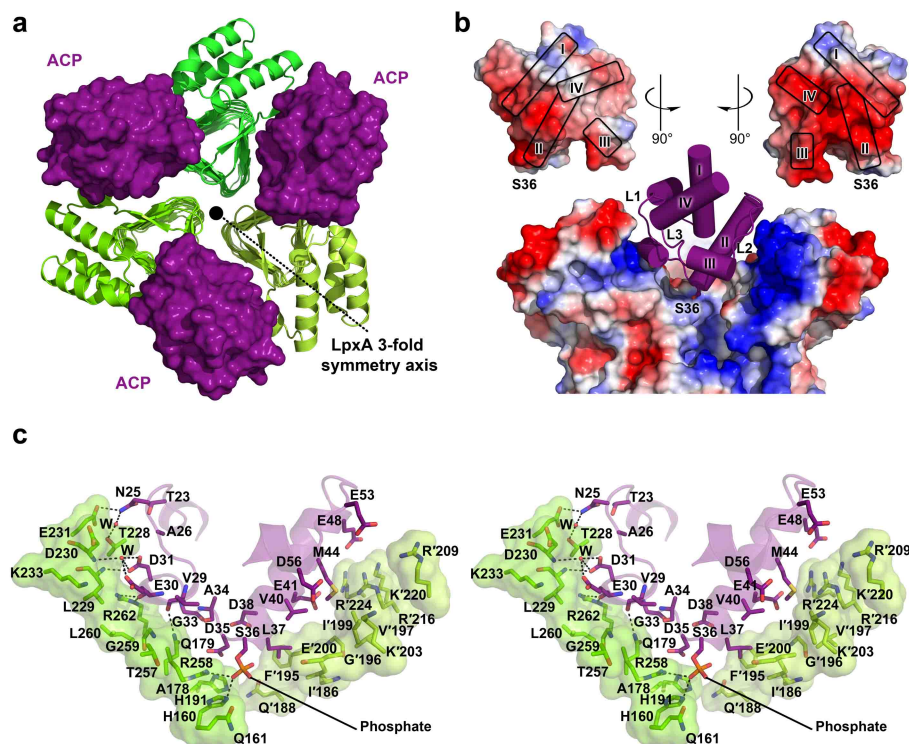 a
ACP
ACP
ACP
LpxA 3-fold
symmetry axis
b
I
IV
II
III
S36
90°
90°
I
IV
III
II
S36
L1
I
IV
L3
II
L2
III
S36
c
N25
T23
E53
E231
W
T228
A26
E48
D230
W
D31
M44
R′209
K233
V29
D56
E30
A34
E41
K′220
L229
R262
G33
D38
V40
R′224
R′216
L260
D35
S36
L37
I′199
V′197
G259
Q179
E′200
K′203
T257
R258
F′195
G′196
A178
I′186
H191
Q′188
H160
Phosphate
Q161
N25
T23
E53
E231
W
T228
A26
E48
D230
W
D31
M44
R′209
K233
V29
D56
E30
A34
E41
K′220
L229
R262
G33
D38
V40
R′224
R′216
L260
D35
S36
L37
I′199
V′197
G259
Q179
E′200
K′203
T257
R258
F′195
G′196
A178
I′186
H191
Q′188
H160
Phosphate
Q161